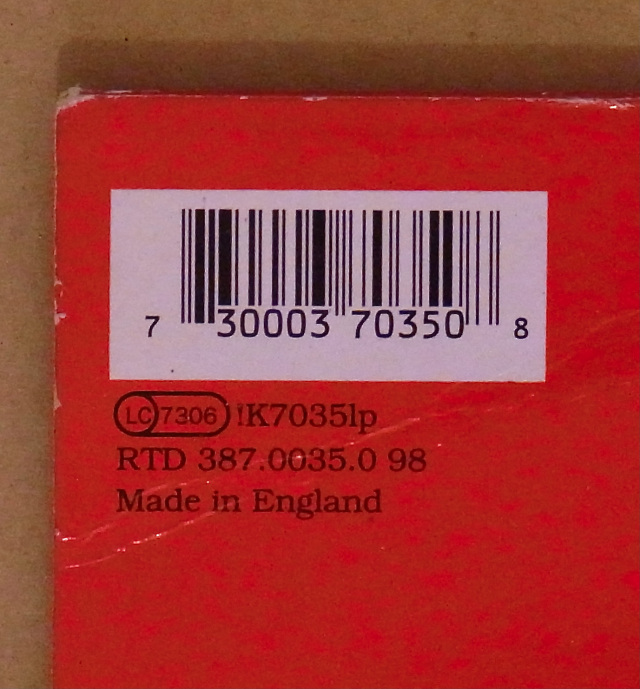 7 30003 70350 8
LC 7306 !K7035lp
RTD 387.0035.0 98
Made in England